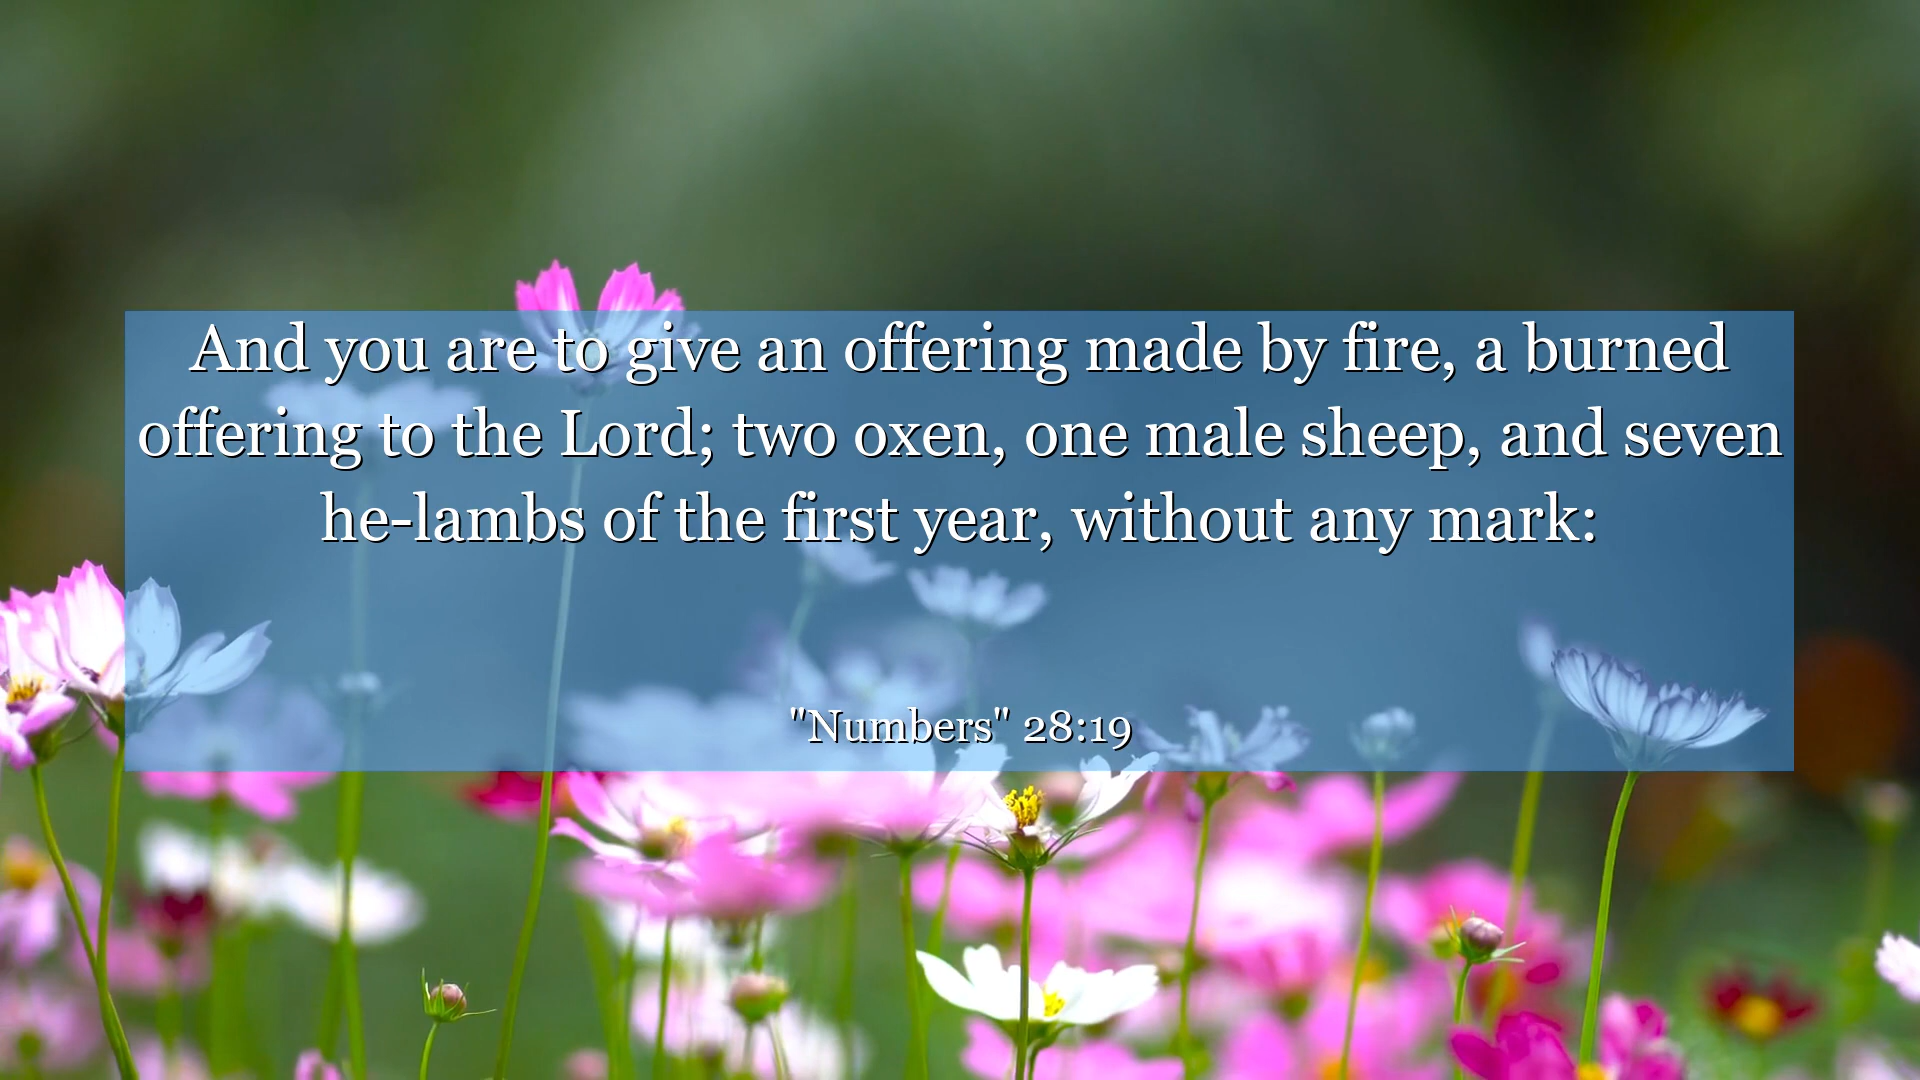 And you are to give an offering made by fire, a burned
offering to the Lord; two oxen, one male sheep, and seven
he-lambs of the first year, without any mark:
"Numbers" 28:19